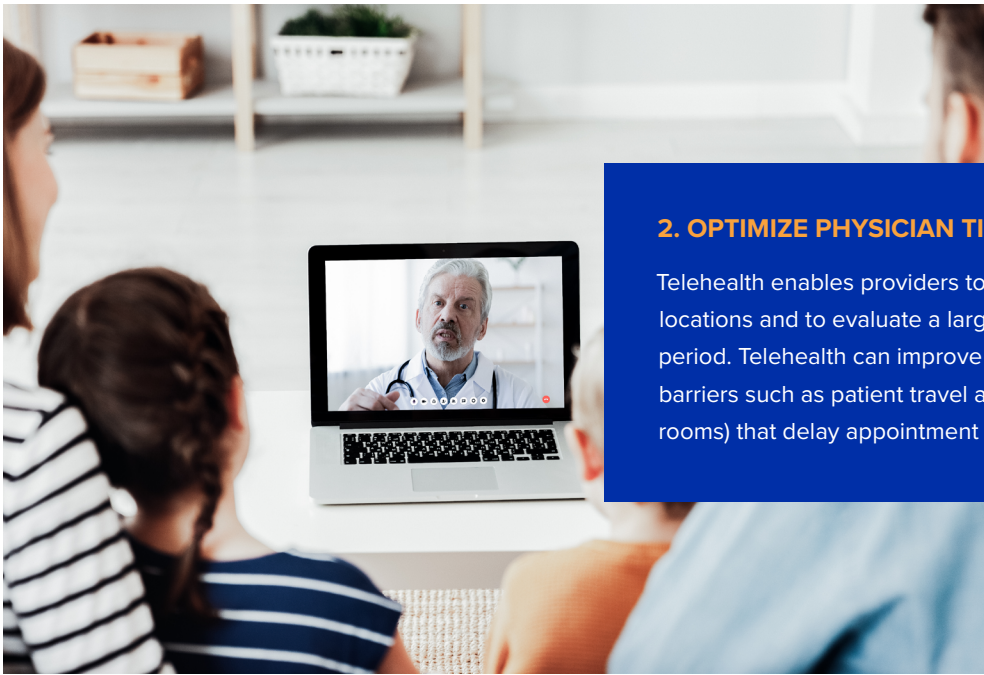 2. OPTIMIZE PHYSICIAN TI
Telehealth enables providers to
locations and to evaluate a larg
period. Telehealth can improve
barriers such as patient travel a
rooms) that delay appointment